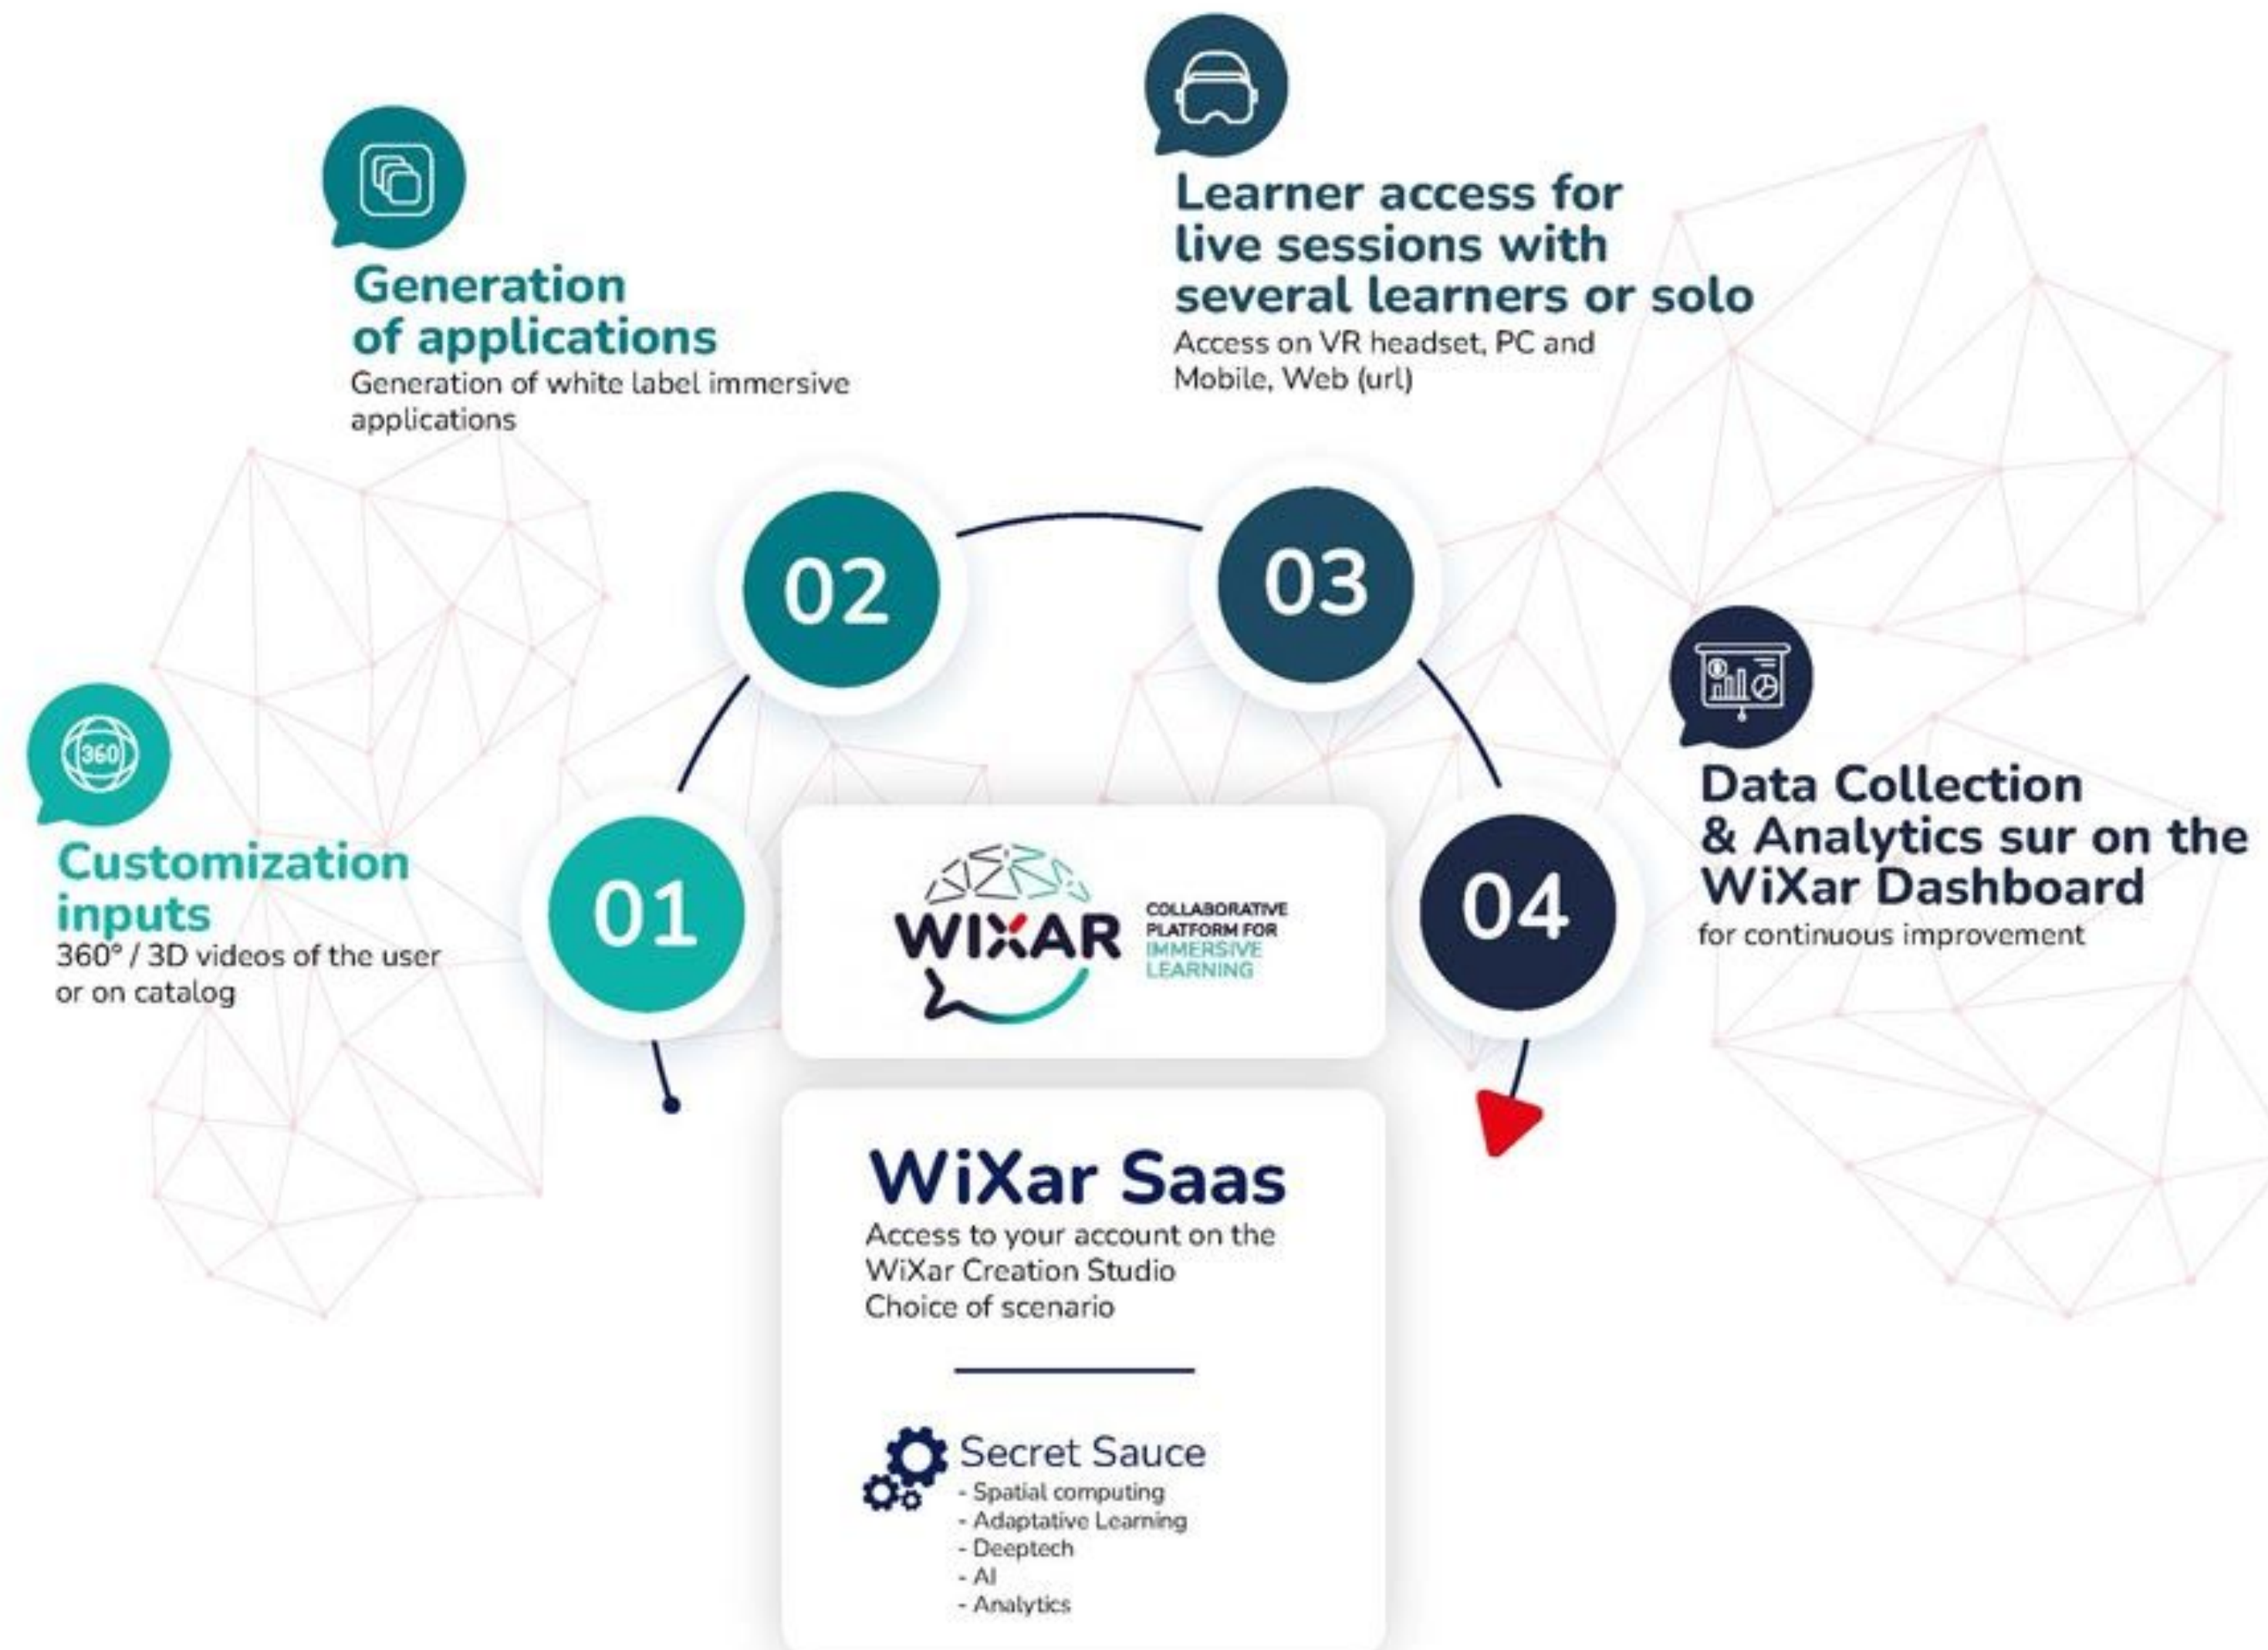 Learner access for
live sessions with
several learners or solo
Access on VR headset, PC and
Mobile, Web (url)
Generation
of applications
Generation of white label immersive
applications
02
03
360
Customization
inputs
360° / 3D videos of the user
or on catalog
01
WIXAR
COLLABORATIVE
PLATFORM FOR
IMMERSIVE
LEARNING
04
Data Collection
& Analytics sur on the
WiXar Dashboard
for continuous improvement
WiXar Saas
Access to your account on the
WiXar Creation Studio
Choice of scenario
Secret Sauce
- Spatial computing
- Adaptative Learning
- Deeptech
- AI
- Analytics